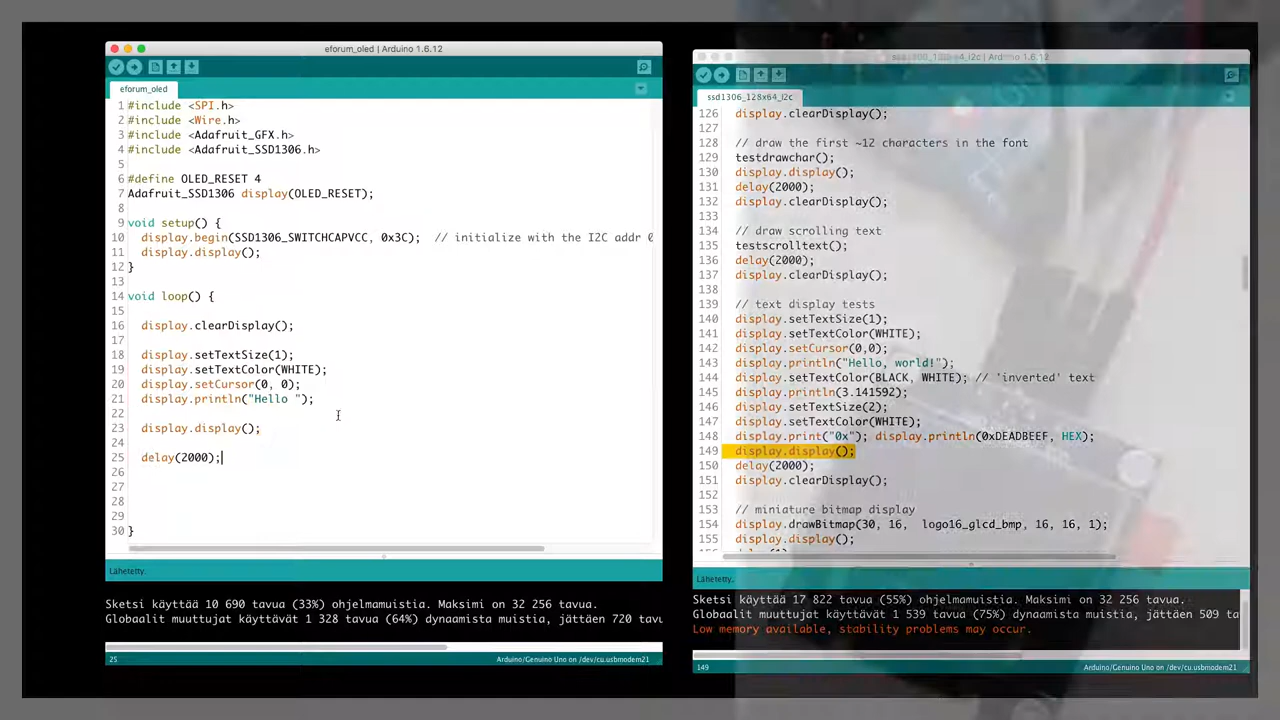 eforum_oled | Arduino 1.6.12
eforum_oled
1 #include <SPI.h>
2 #include <Wire.h>
3 #include <Adafruit_GFX.h>
4 #include <Adafruit_SSD1306.h>
5
6 #define OLED_RESET 4
7 Adafruit_SSD1306 display(OLED_RESET);
8
9 void setup() {
10 display.begin(SSD1306_SWITCHCAPVCC, 0x3C); // initialize with the I2C addr 0
11 display.display();
12 }
13
14 void loop() {
15
16 display.clearDisplay();
17
18 display.setTextSize(1);
19 display.setTextColor(WHITE);
20 display.setCursor(0, 0);
21 display.println("Hello ");
22
23 display.display();
24
25 delay(2000);
26
27
28
29
30 }
Lähetetty.
Sketsi käyttää 10 690 tavua (33%) ohjelmamuistia. Maksimi on 32 256 tavua.
Globaalit muuttujat käyttävät 1 328 tavua (64%) dynaamista muistia, jättäen 720 tavu
25 Arduino/Genuino Uno on /dev/cu.usbmodem21
ssd1306_128x64_i2c | Arduino 1.6.12
ssd1306_128x64_i2c
126 display.clearDisplay();
127
128 // draw the first ~12 characters in the font
129 testdrawchar();
130 display.display();
131 delay(2000);
132 display.clearDisplay();
133
134 // draw scrolling text
135 testscrolltext();
136 delay(2000);
137 display.clearDisplay();
138
139 // text display tests
140 display.setTextSize(1);
141 display.setTextColor(WHITE);
142 display.setCursor(0,0);
143 display.println("Hello, world!");
144 display.setTextColor(BLACK, WHITE); // 'inverted' text
145 display.println(3.141592);
146 display.setTextSize(2);
147 display.setTextColor(WHITE);
148 display.print("0x"); display.println(0xDEADBEEF, HEX);
149 display.display();
150 delay(2000);
151 display.clearDisplay();
152
153 // miniature bitmap display
154 display.drawBitmap(30, 16, logo16_glcd_bmp, 16, 16, 1);
155 display.display();
Lähetetty.
Sketsi käyttää 17 822 tavua (55%) ohjelmamuistia. Maksimi on 32 256 tavua.
Globaalit muuttujat käyttävät 1 539 tavua (75%) dynaamista muistia, jättäen 509 ta
Low memory available, stability problems may occur.
149 Arduino/Genuino Uno on /dev/cu.usbmodem21